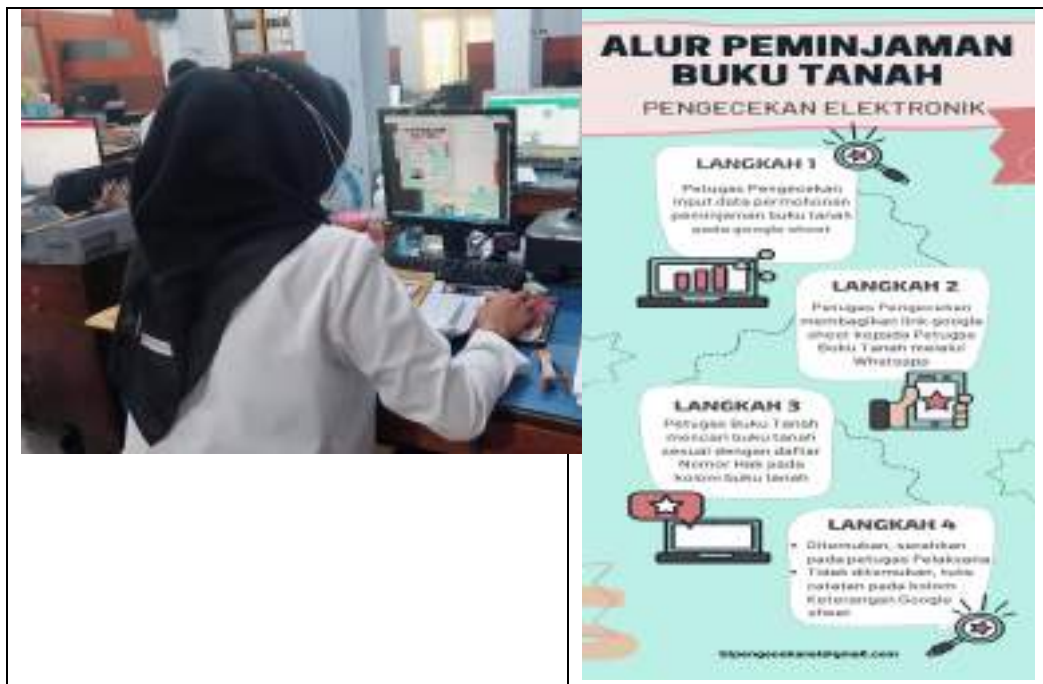 ALUR PEMINJAMAN
BUKU TANAH
PENGECEKAN ELEKTRONIK
LANGKAH 1
Petugas Pengecekan
input data permohonan
peminjaman buku tanah
pada google sheet
LANGKAH 2
Petugas Pengecekan
membagikan link google
sheet kepada Petugas
Buku Tanah melalui
Whatsapp
LANGKAH 3
Petugas Buku Tanah
mencari buku tanah
sesuai dengan daftar
Nomor Hak pada
kolom buku tanah
LANGKAH 4
• Ditemukan, serahkan
pada petugas Pelaksana
• Tidak ditemukan, tulis
catatan pada kolom
Keterangan Google
sheet